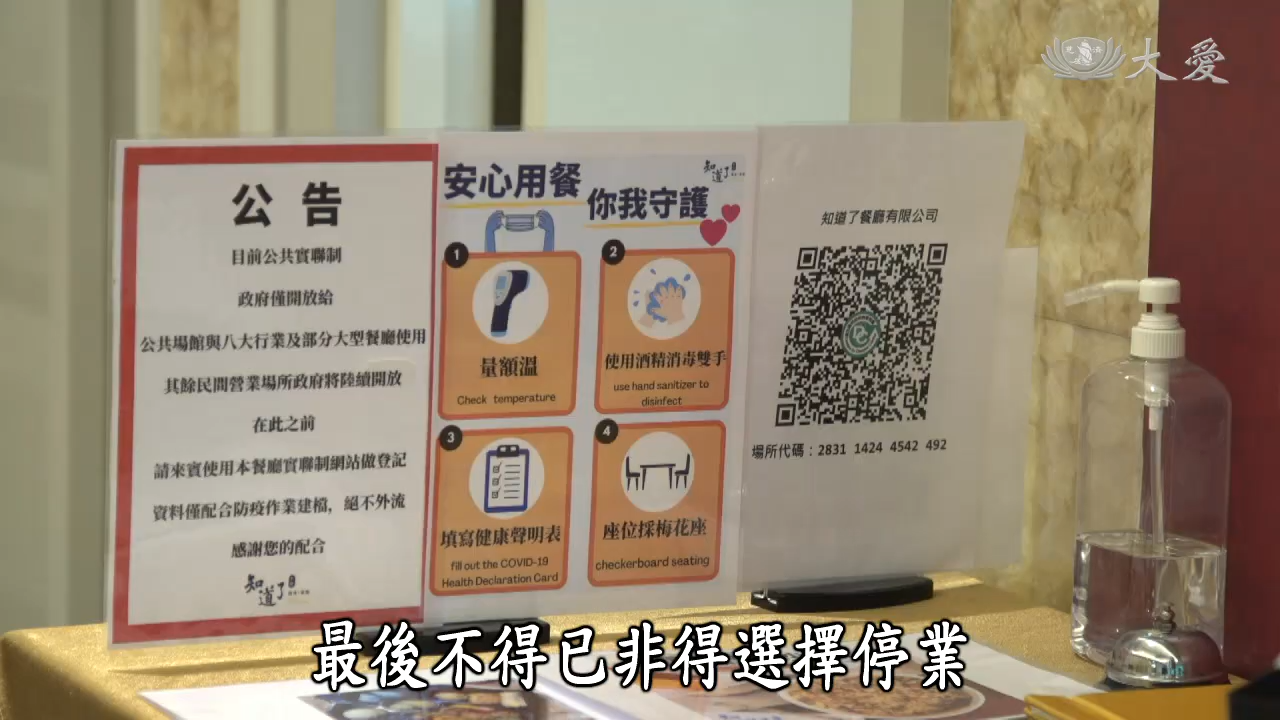 大愛
公告
目前公共實聯制
政府僅開放給
公共場館與八大行業及部分大型餐廳使用
其餘民間營業場所政府將陸續開放
在此之前
請來賓使用本餐廳實聯制網站做登記
資料僅配合防疫作業建檔，絕不外流
感謝您的配合
知道了
安心用餐
你我守護
知道了
1
量額溫
Check temperature
2
使用酒精消毒雙手
use hand sanitizer to
disinfect
3
填寫健康聲明表
fill out the COVID-19
Health Declaration Card
4
座位採梅花座
checkerboard seating
知道了餐廳有限公司
場所代碼：2831 1424 4542 492
最後不得已非得選擇停業